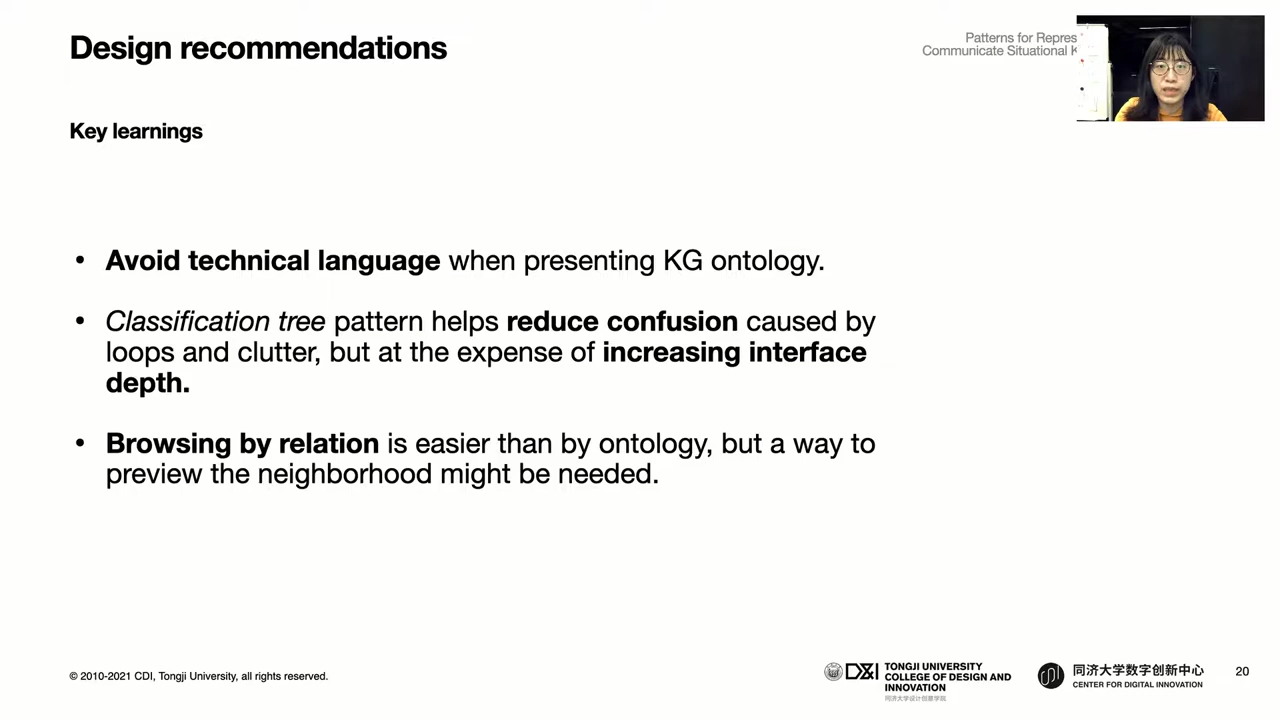 Design recommendations
Patterns for Repres
Communicate Situational K
Key learnings
• Avoid technical language when presenting KG ontology.
• Classification tree pattern helps reduce confusion caused by
loops and clutter, but at the expense of increasing interface
depth.
• Browsing by relation is easier than by ontology, but a way to
preview the neighborhood might be needed.
© 2010-2021 CDI, Tongji University, all rights reserved.
D&I
TONGJI UNIVERSITY
COLLEGE OF DESIGN AND
INNOVATION
同济大学设计创意学院
同济大学数字创新中心
CENTER FOR DIGITAL INNOVATION
20